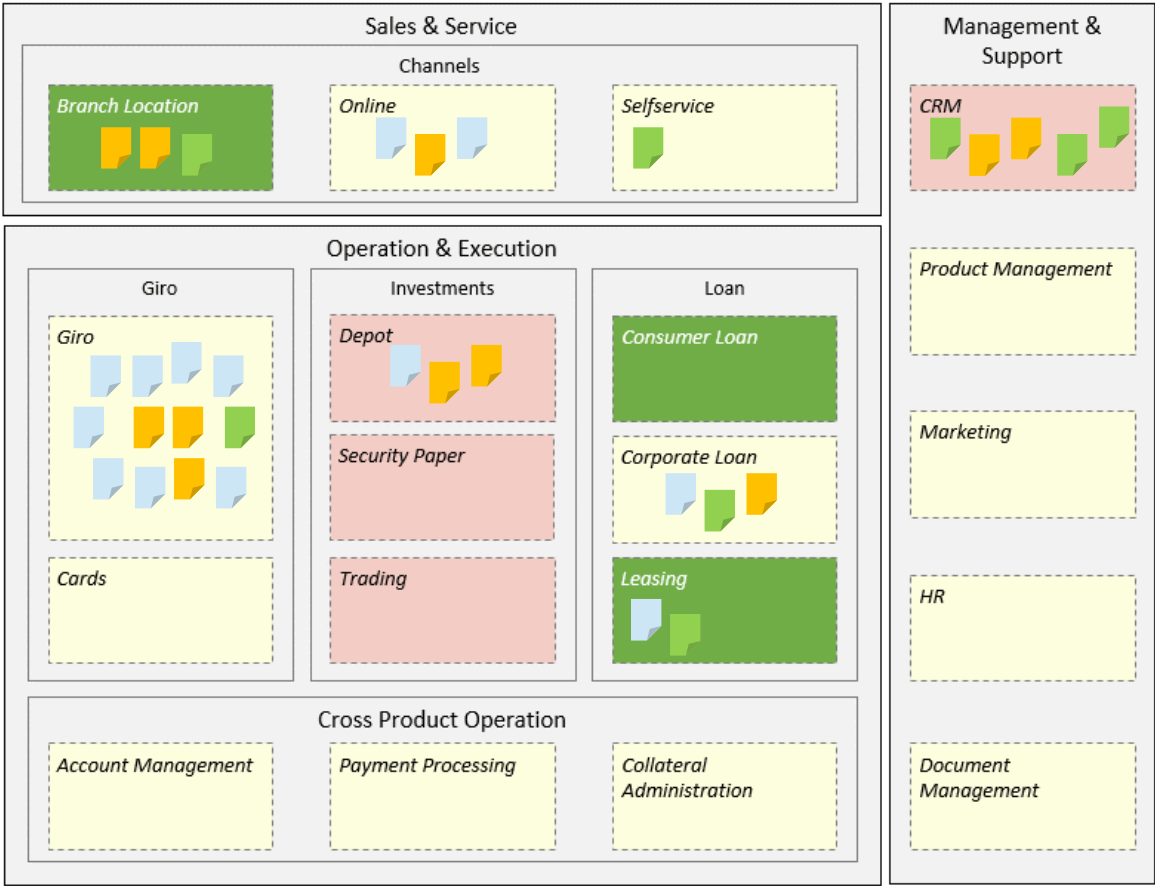 Sales & Service
Channels
Branch Location
Online
Selfservice
Management &
Support
CRM
Product Management
Marketing
HR
Document
Management
Operation & Execution
Giro
Giro
Cards
Investments
Depot
Security Paper
Trading
Loan
Consumer Loan
Corporate Loan
Leasing
Cross Product Operation
Account Management
Payment Processing
Collateral
Administration